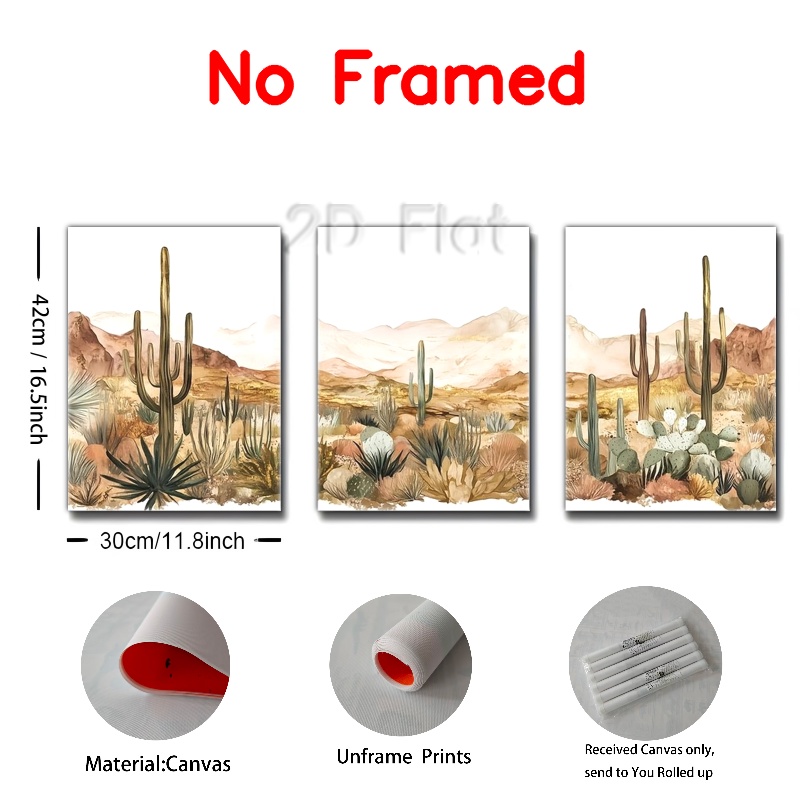 No Framed
2D Flat
42cm / 16.5inch
30cm/11.8inch
Material:Canvas
Unframe Prints
Received Canvas only,
send to You Rolled up